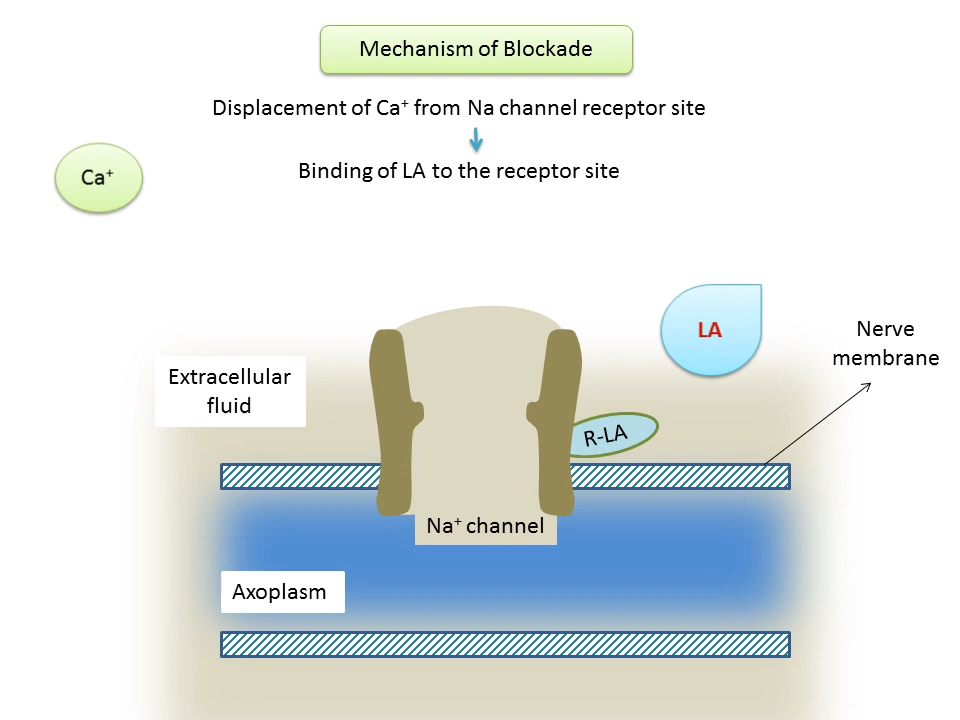 Mechanism of Blockade
Displacement of Ca⁺ from Na channel receptor site
Binding of LA to the receptor site
Ca⁺
LA
Nerve
membrane
Extracellular
fluid
R-LA
Na⁺ channel
Axoplasm